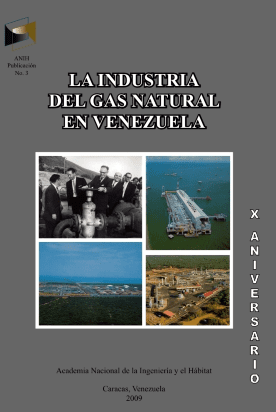 ANIH
Publicación
No. 3
LA INDUSTRIA
DEL GAS NATURAL
EN VENEZUELA
X ANIVERSARIO
Academia Nacional de la Ingeniería y el Hábitat
Caracas, Venezuela
2009